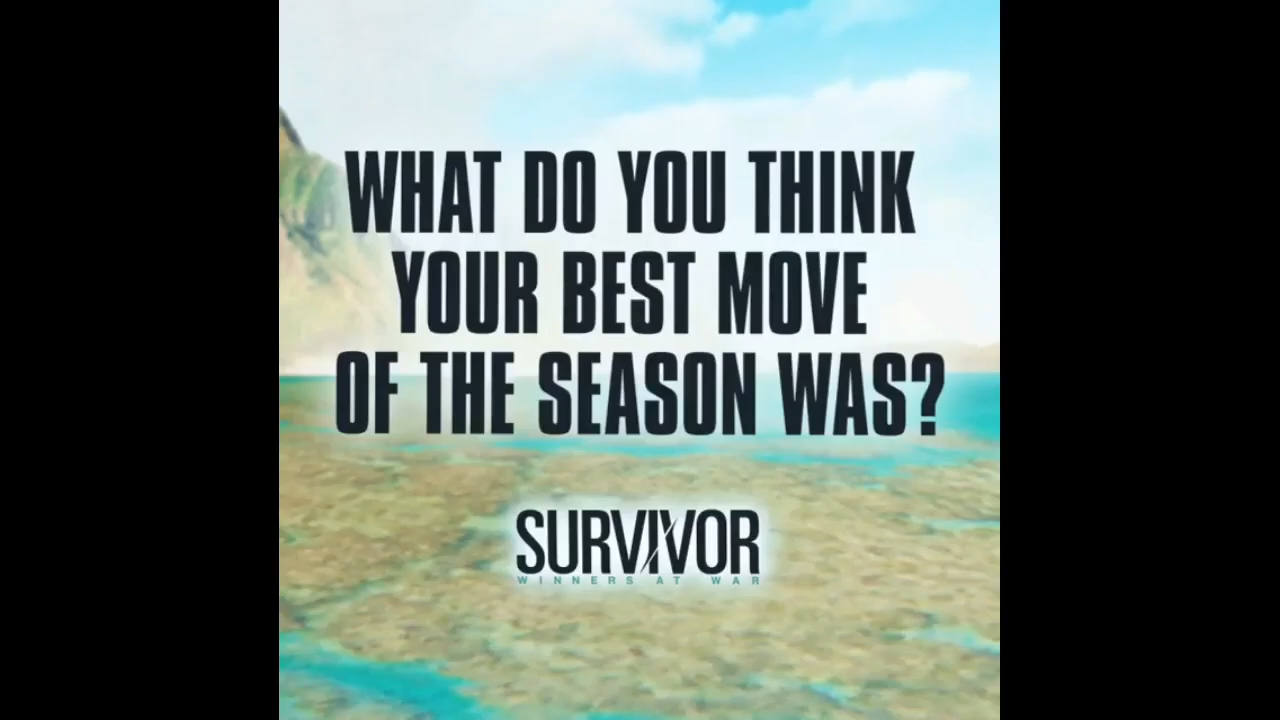 WHAT DO YOU THINK
YOUR BEST MOVE
OF THE SEASON WAS?
SURVIVOR
WINNERS AT WAR